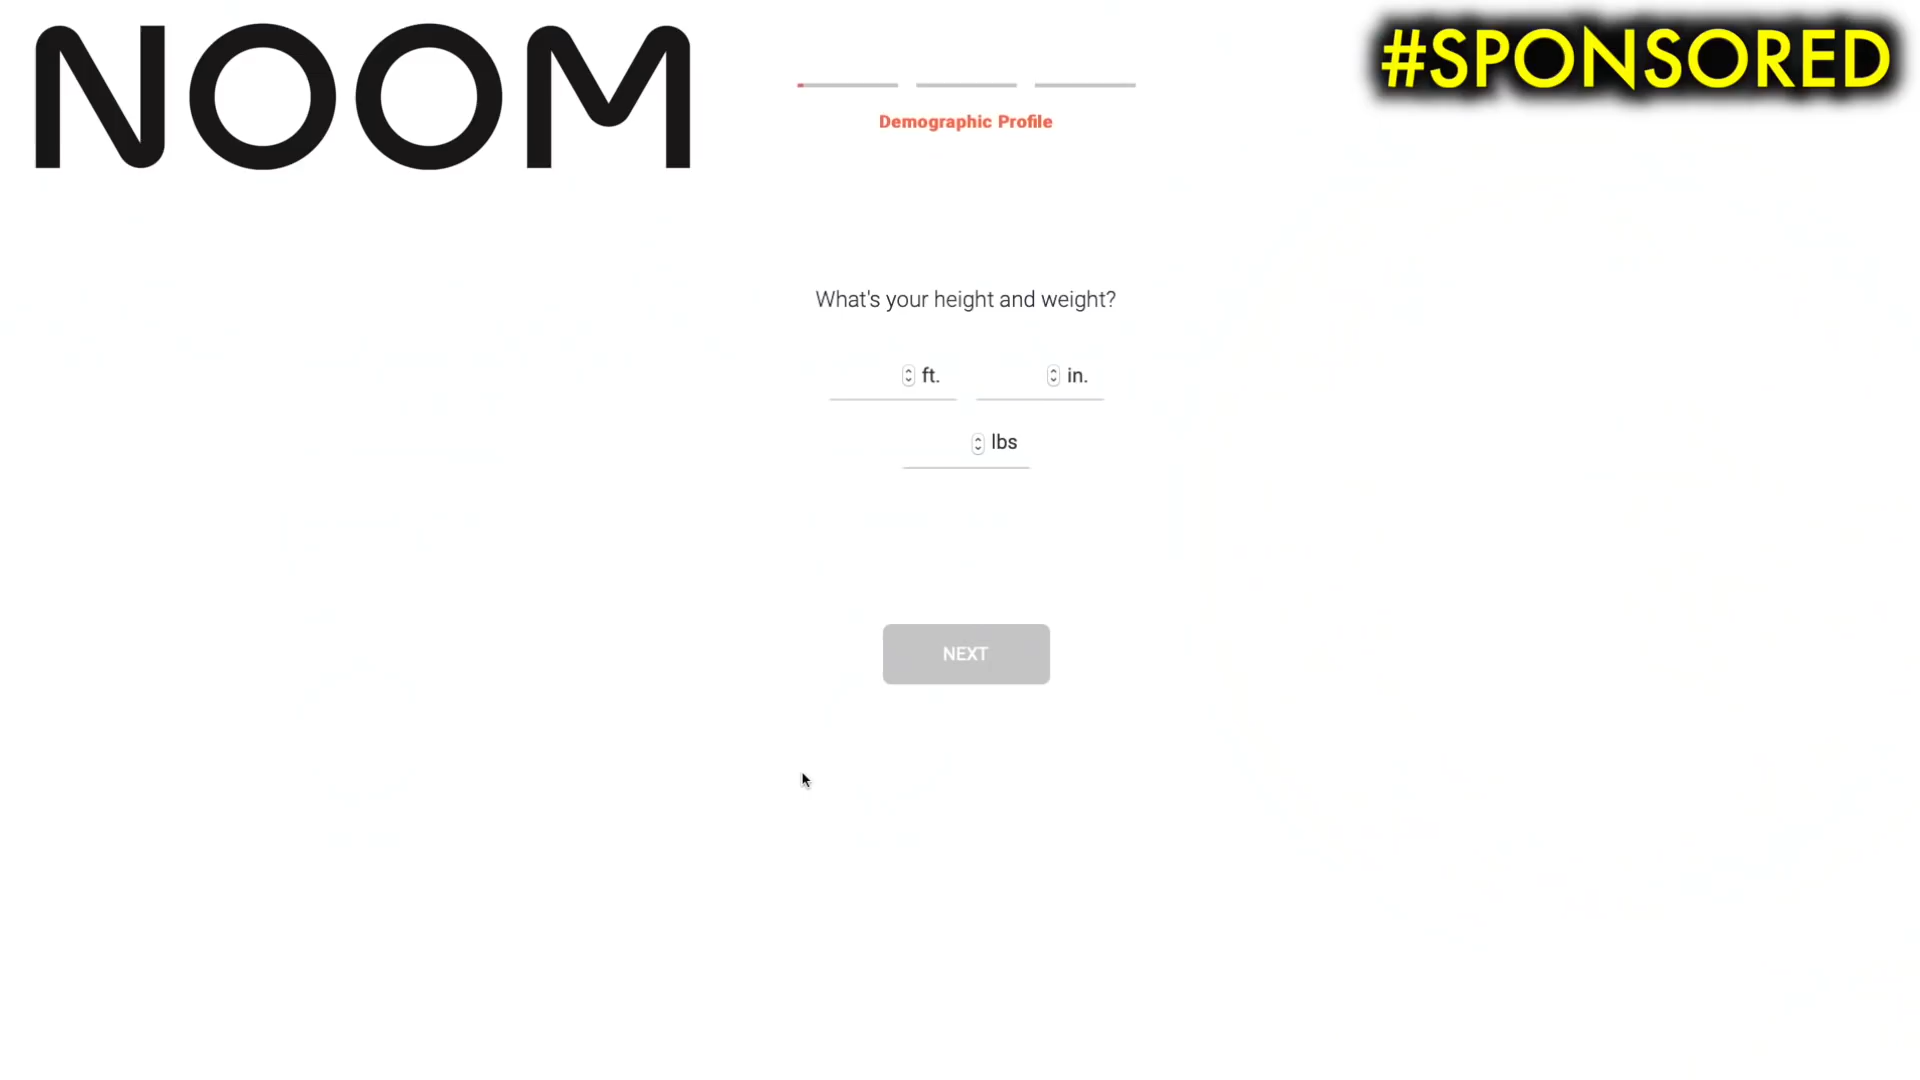 NOOM
#SPONSORED
Demographic Profile
What's your height and weight?
ft. in.
lbs
NEXT